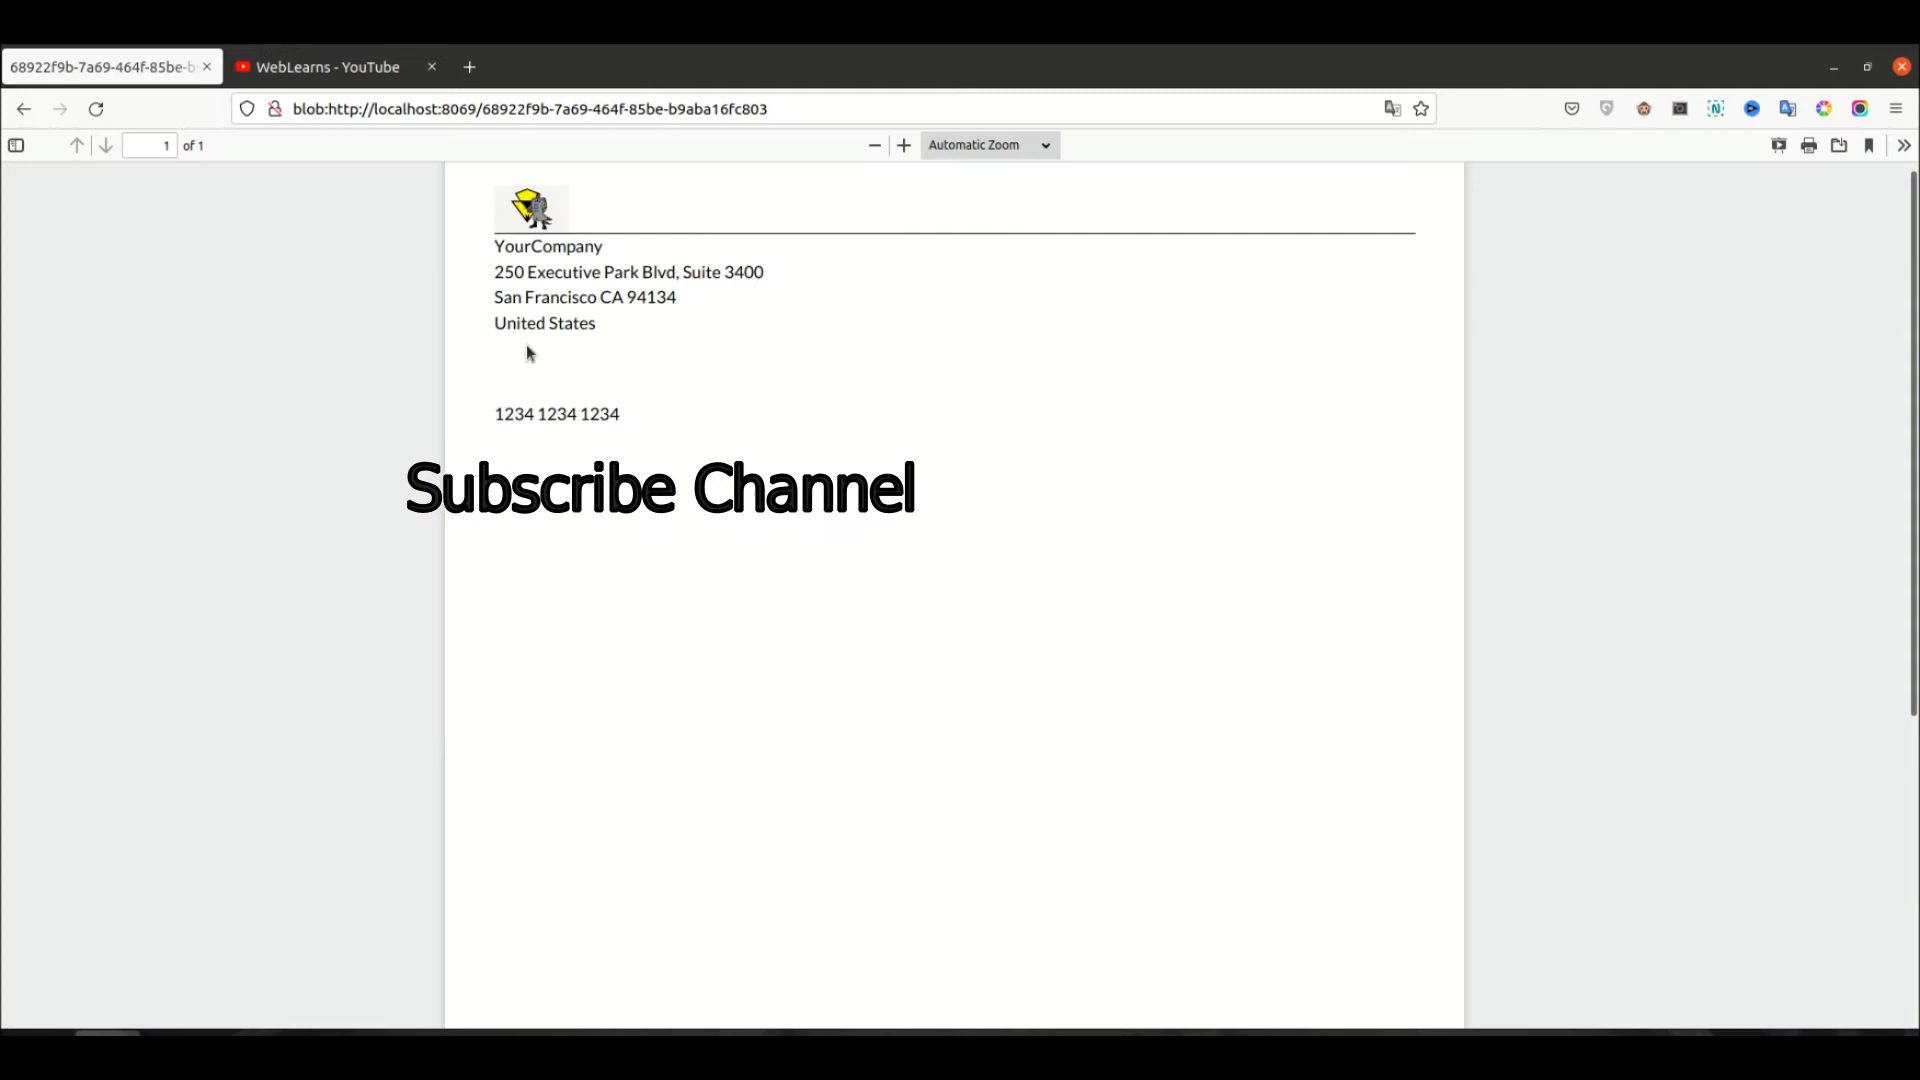 68922f9b-7a69-464f-85be-b
WebLearns - YouTube
blob:http://localhost:8069/68922f9b-7a69-464f-85be-b9aba16fc803
1 of 1
Automatic Zoom
YourCompany
250 Executive Park Blvd, Suite 3400
San Francisco CA 94134
United States
1234 1234 1234
Subscribe Channel